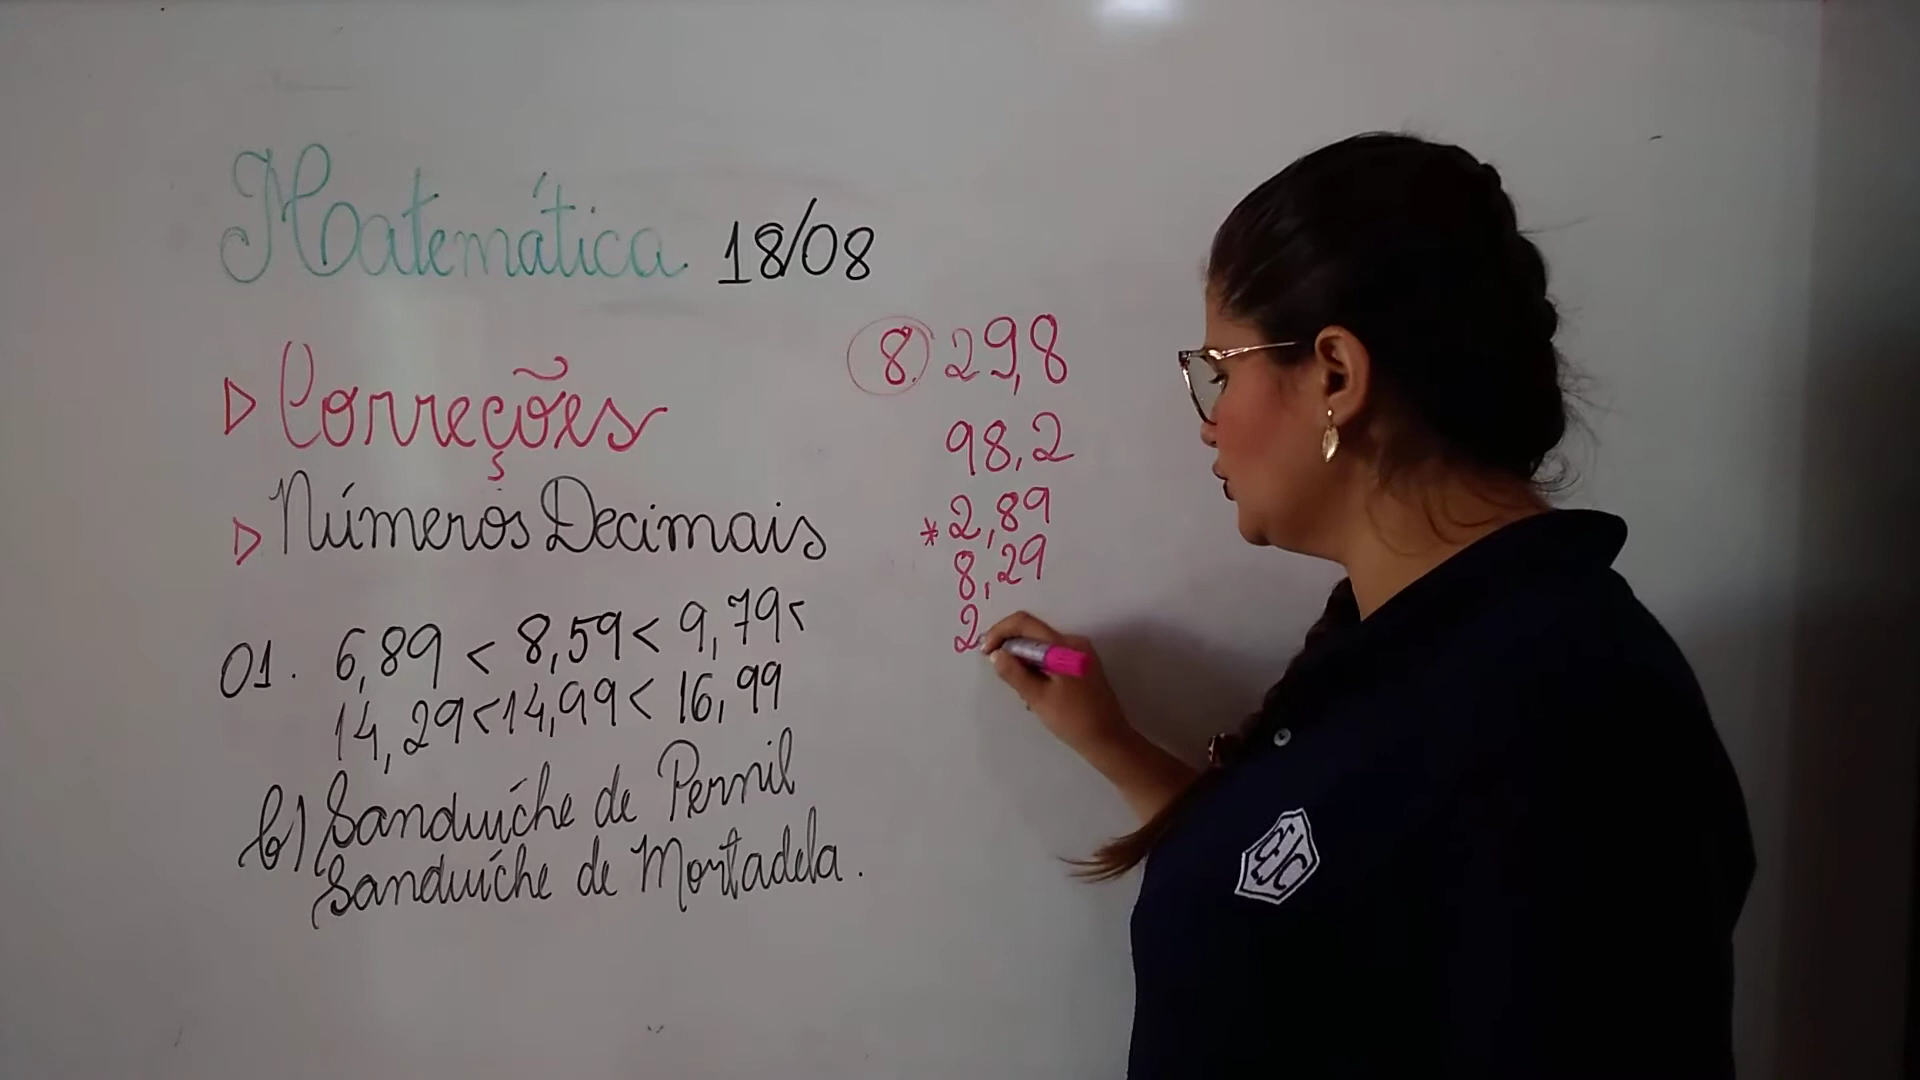 Matemática 18/08
▷ Correções
▷ Números Decimais
01. 6,89 < 8,59 < 9,79 <
14,29 < 14,99 < 16,99
b) Sanduíche de Pernil
Sanduíche de Mortadela.
8. 29,8
98,2
* 2,89
8,29
2
EJC